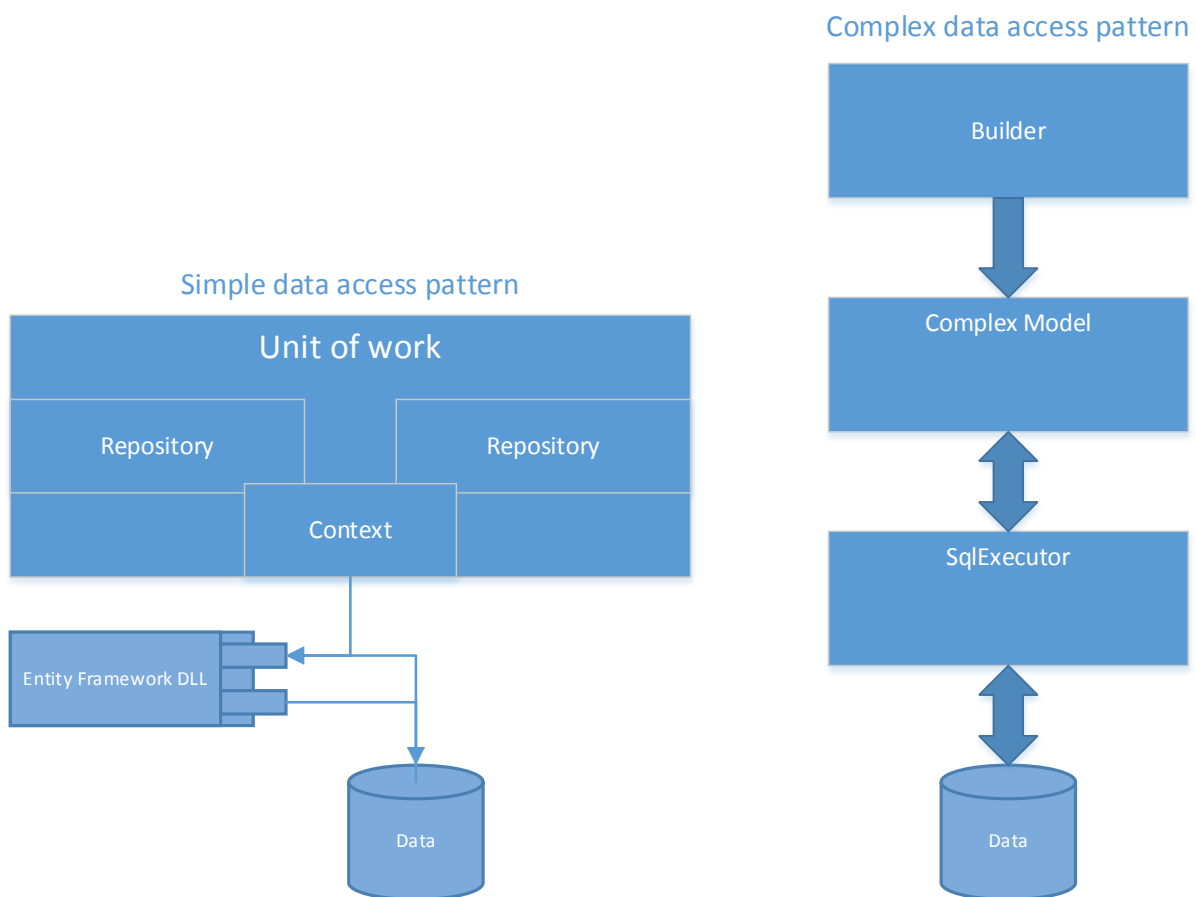 Complex data access pattern
Builder
Simple data access pattern
Complex Model
Unit of work
Repository
Repository
Context
SqlExecutor
Entity Framework DLL
Data
Data